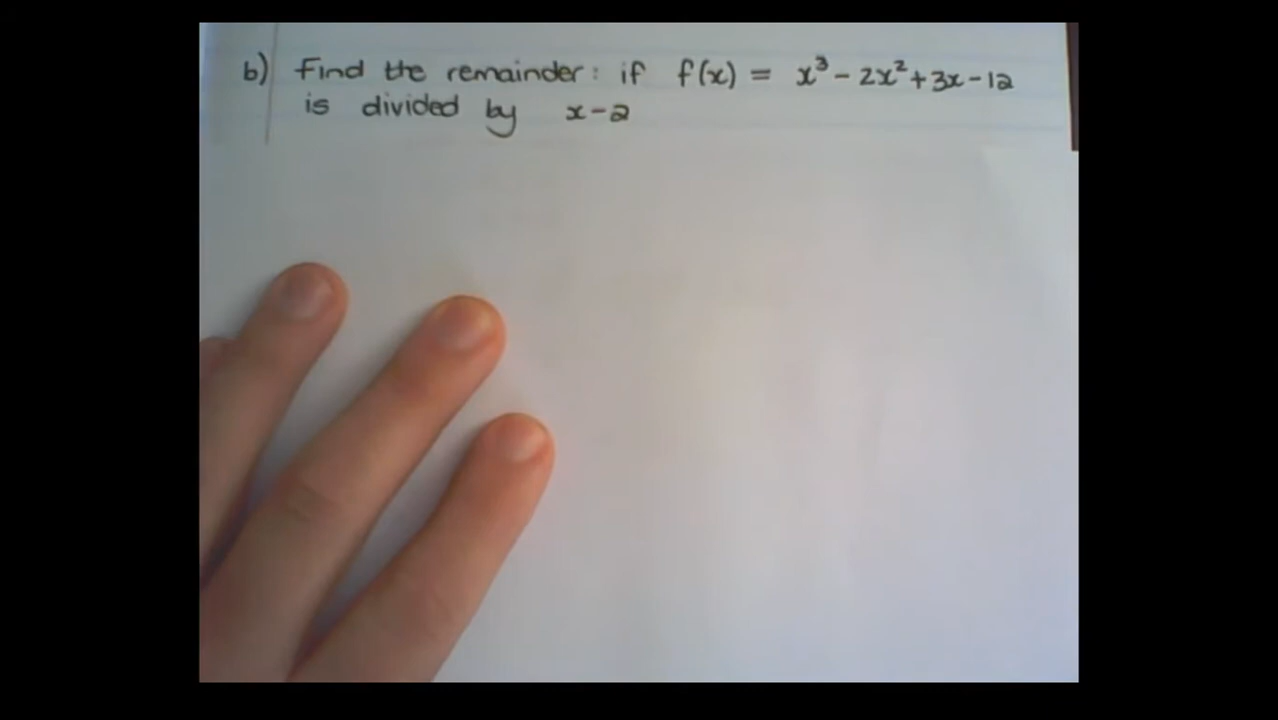 b) Find the remainder: if f(x) = x³ - 2x² + 3x - 12
is divided by x - 2